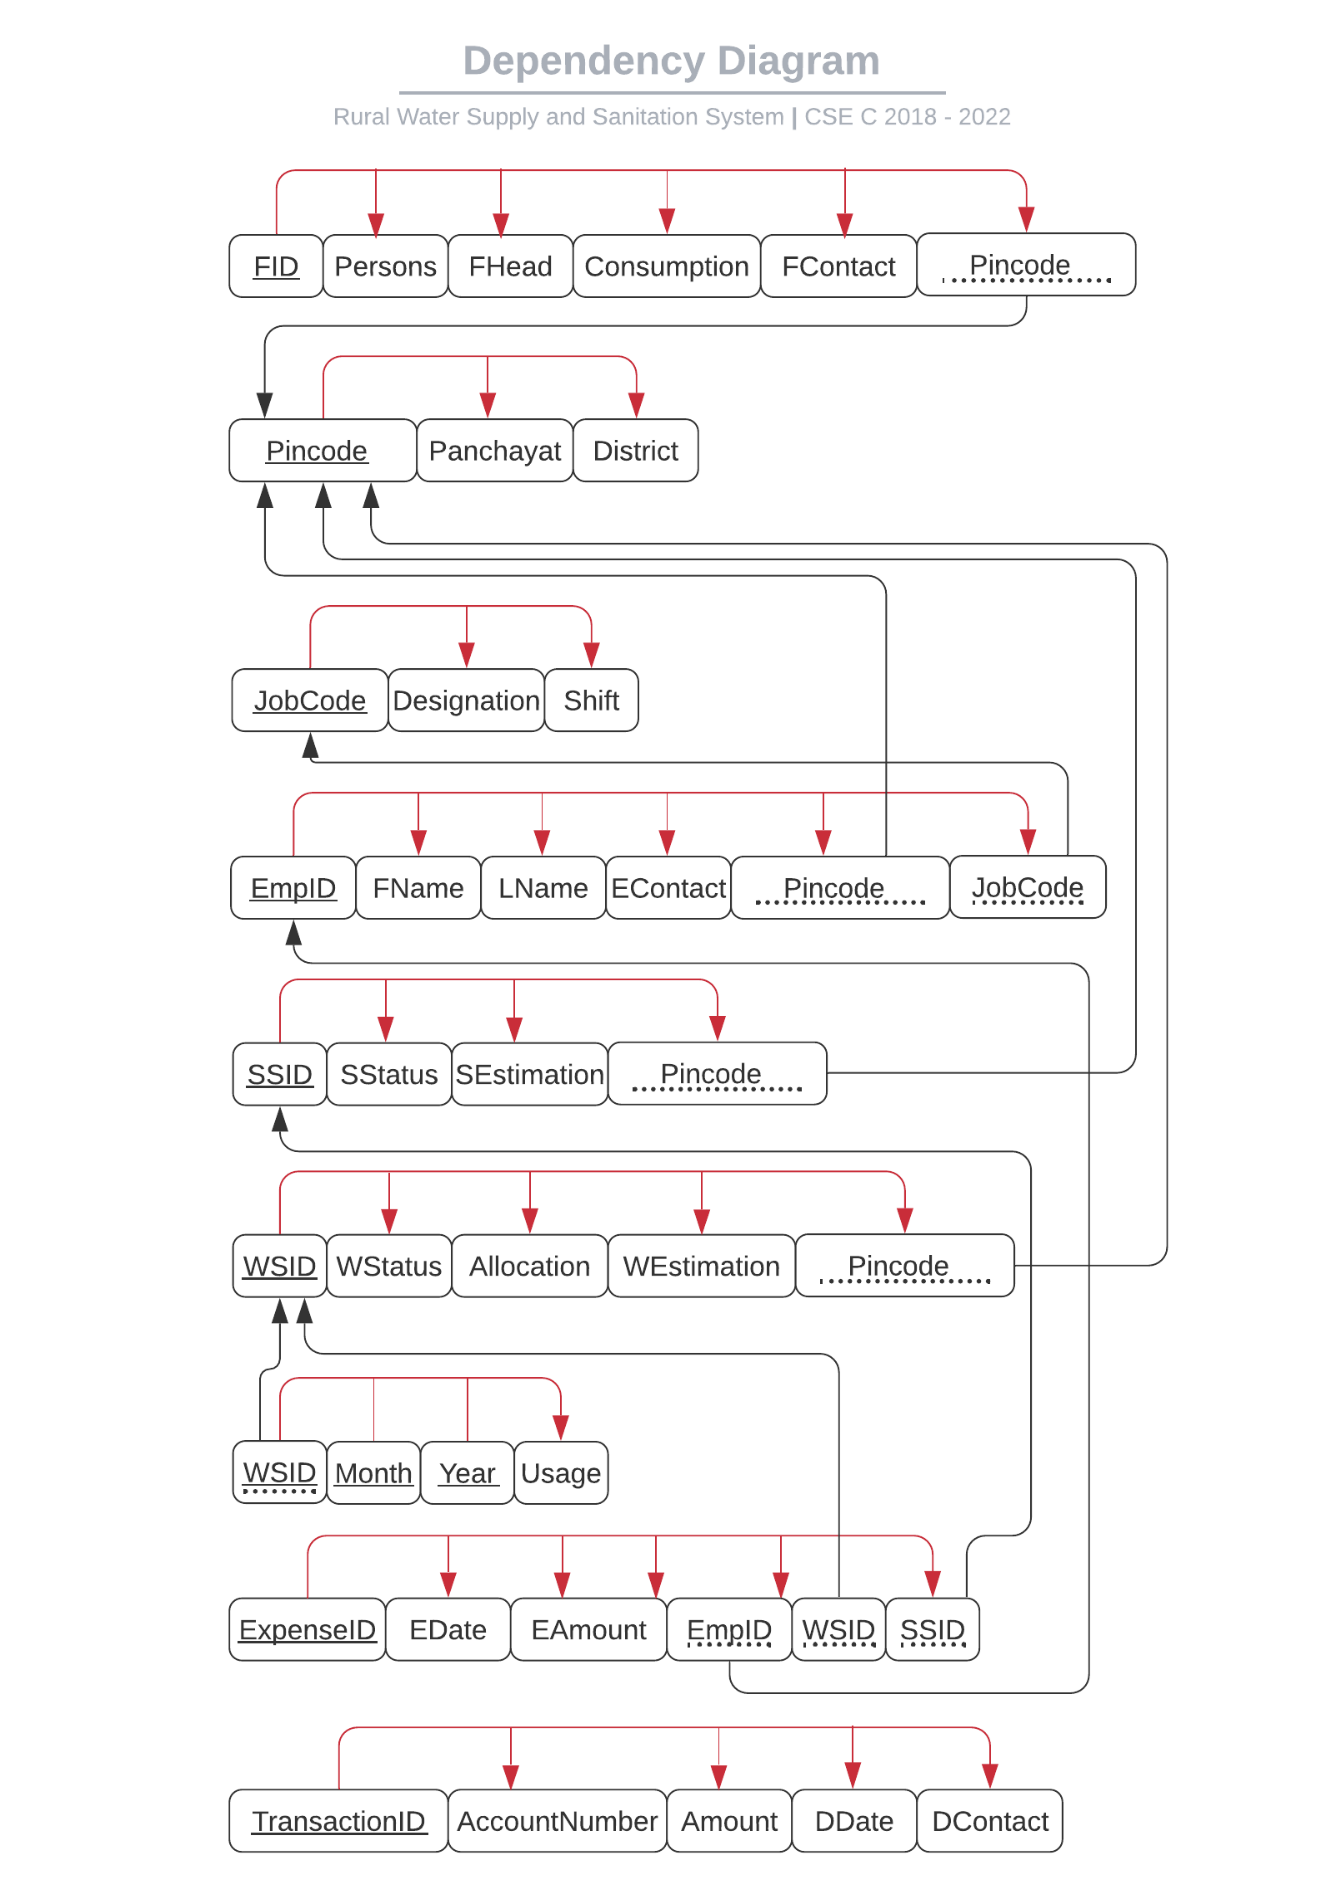 Dependency Diagram
Rural Water Supply and Sanitation System | CSE C 2018 - 2022
FID Persons FHead Consumption FContact Pincode
Pincode Panchayat District
JobCode Designation Shift
EmpID FName LName EContact Pincode JobCode
SSID SStatus SEstimation Pincode
WSID WStatus Allocation WEstimation Pincode
WSID Month Year Usage
ExpenseID EDate EAmount EmpID WSID SSID
TransactionID AccountNumber Amount DDate DContact